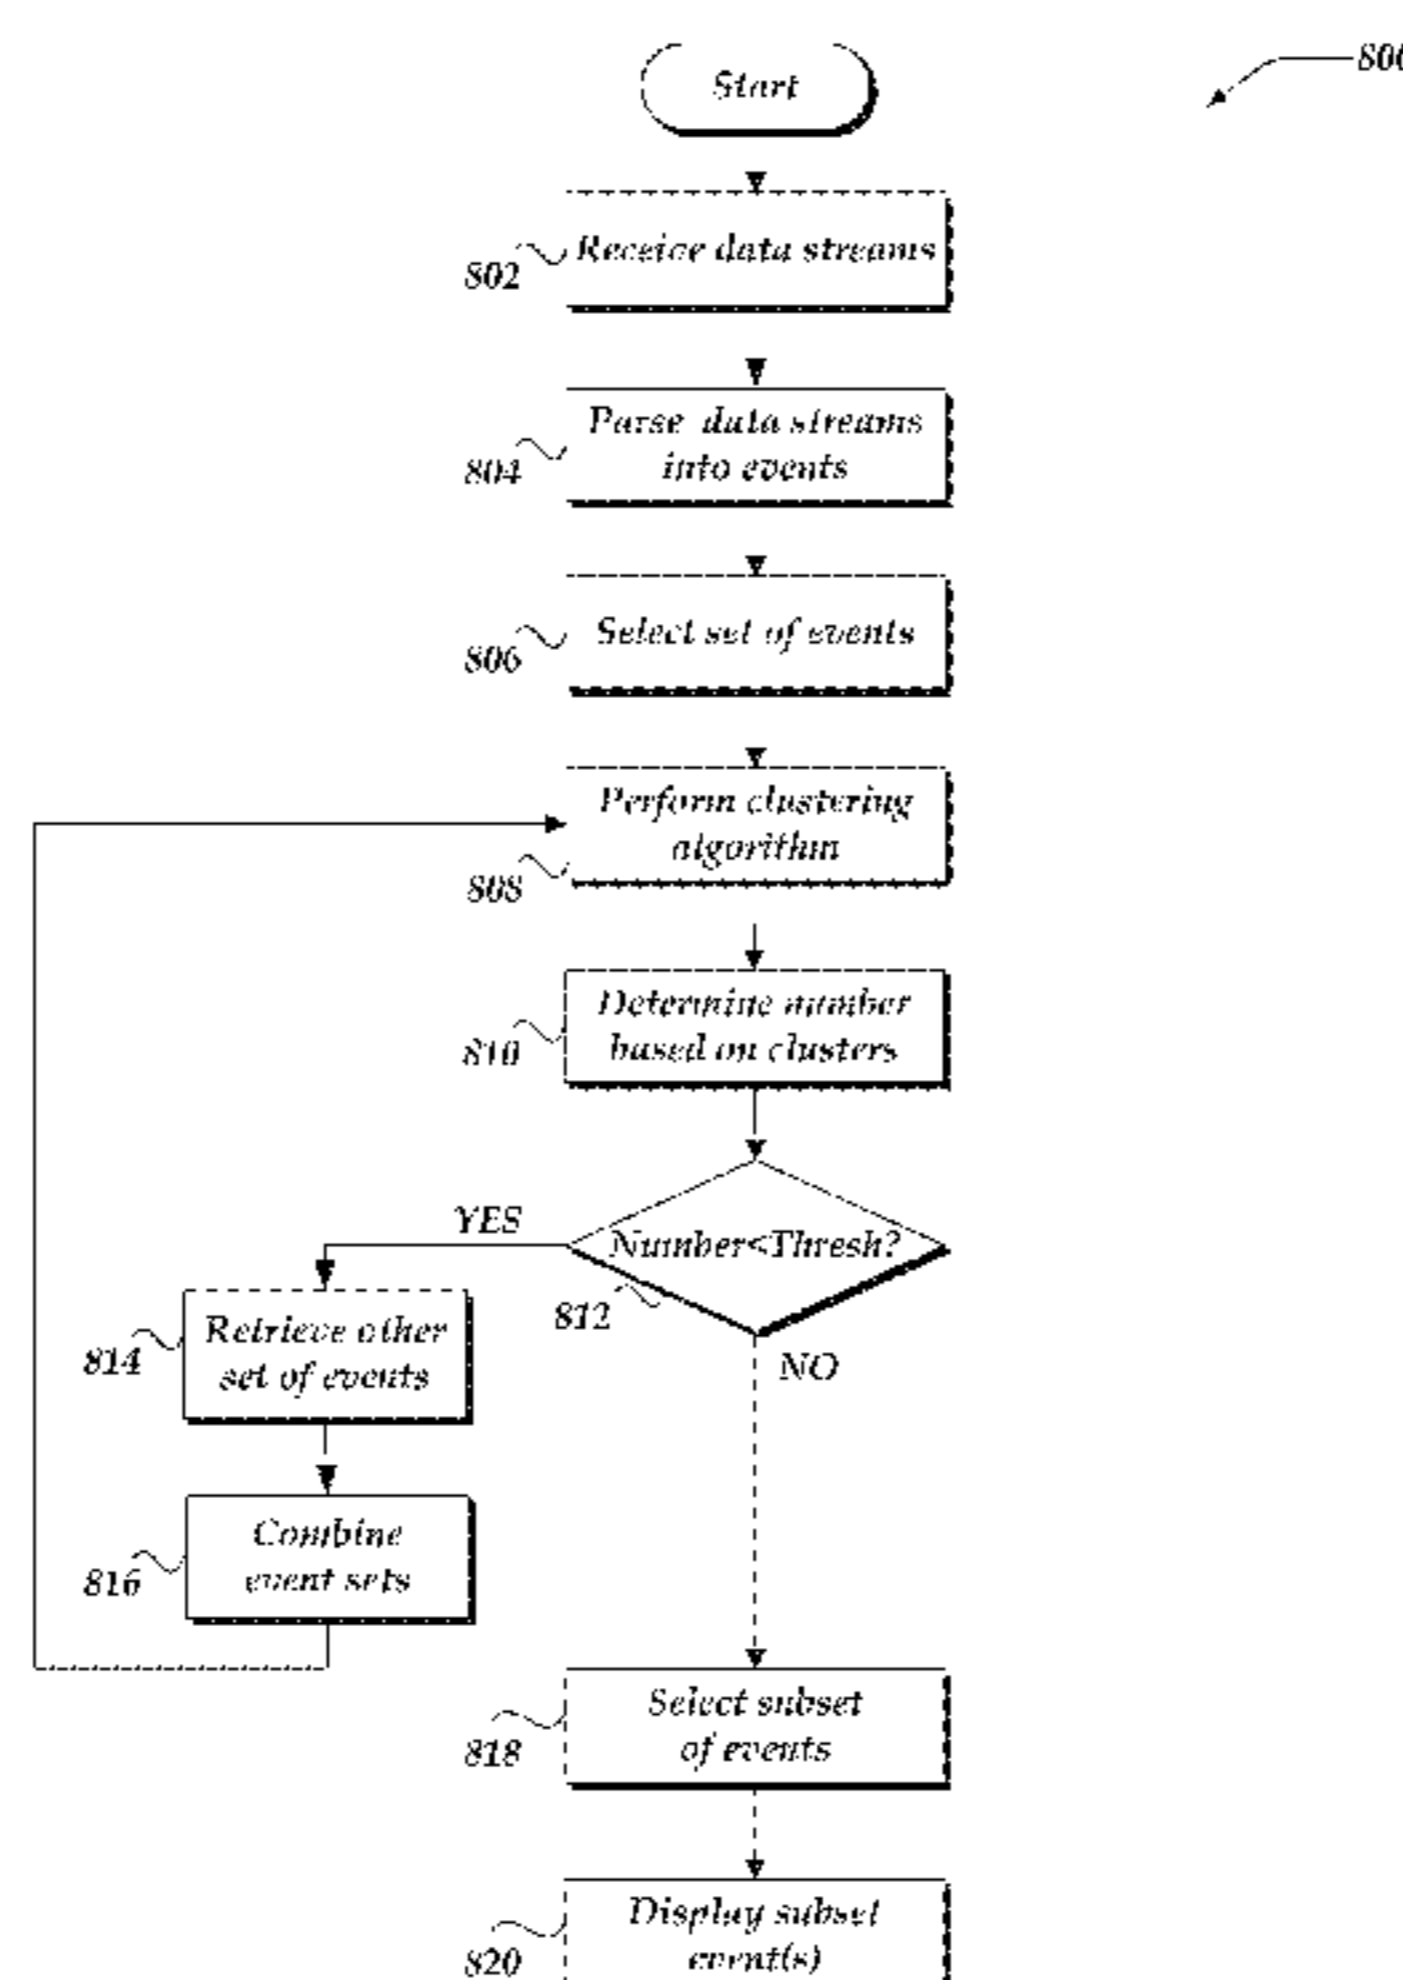 Start
800
Receive data streams
802
Parse data streams
into events
804
Select set of events
806
Perform clustering
algorithm
808
Determine number
based on clusters
810
YES
Number<Thresh?
812
NO
Retrieve other
set of events
814
Combine
event sets
816
Select subset
of events
818
Display subset
event(s)
820